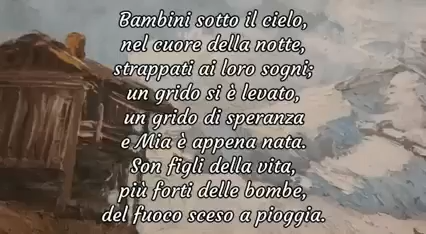 Bambini sotto il cielo,
nel cuore della notte,
strappati ai loro sogni;
un grido si è levato,
un grido di speranza
e Mia è appena nata.
Son figli della vita,
più forti delle bombe,
del fuoco sceso a pioggia.